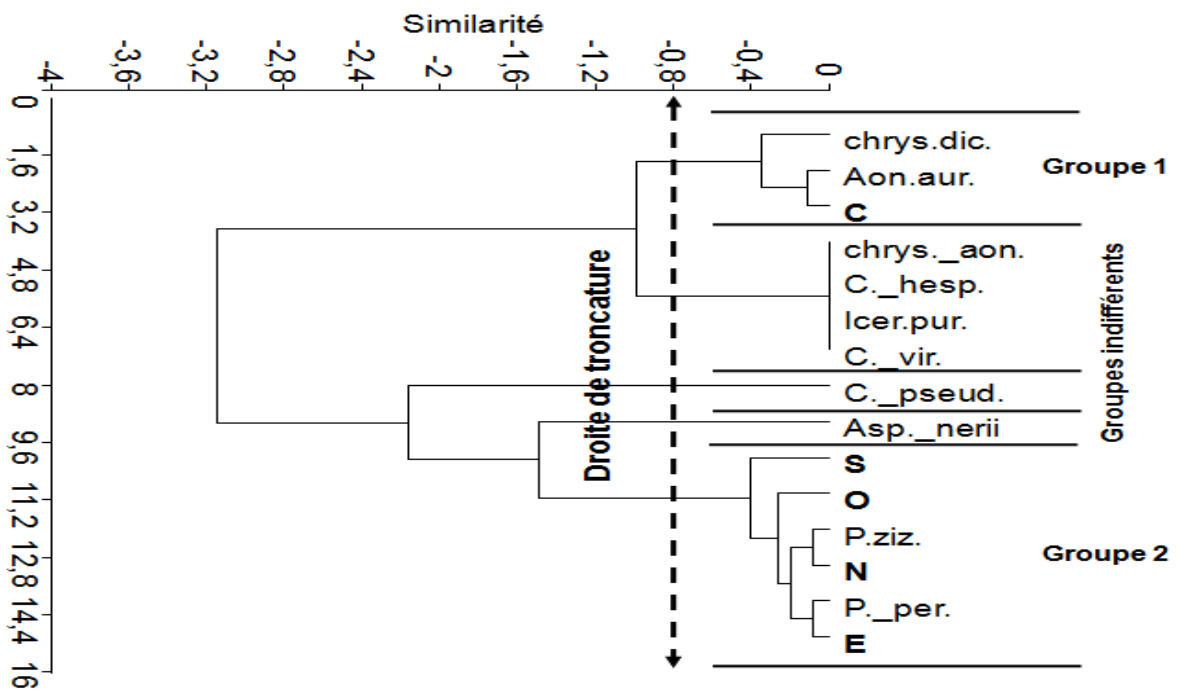 Similarité
-4
-3,6
-3,2
-2,8
-2,4
-2
-1,6
-1,2
-0,8
-0,4
0
0
1,6
3,2
4,8
6,4
8
9,6
11,2
12,8
14,4
16
chrys.dic.
Aon.aur.
C
Groupe 1
chrys._aon.
C._hesp.
Icer.pur.
C._vir.
C._pseud.
Asp._nerii
Groupes indifférents
Droite de troncature
S
O
P.ziz.
N
P._per.
E
Groupe 2